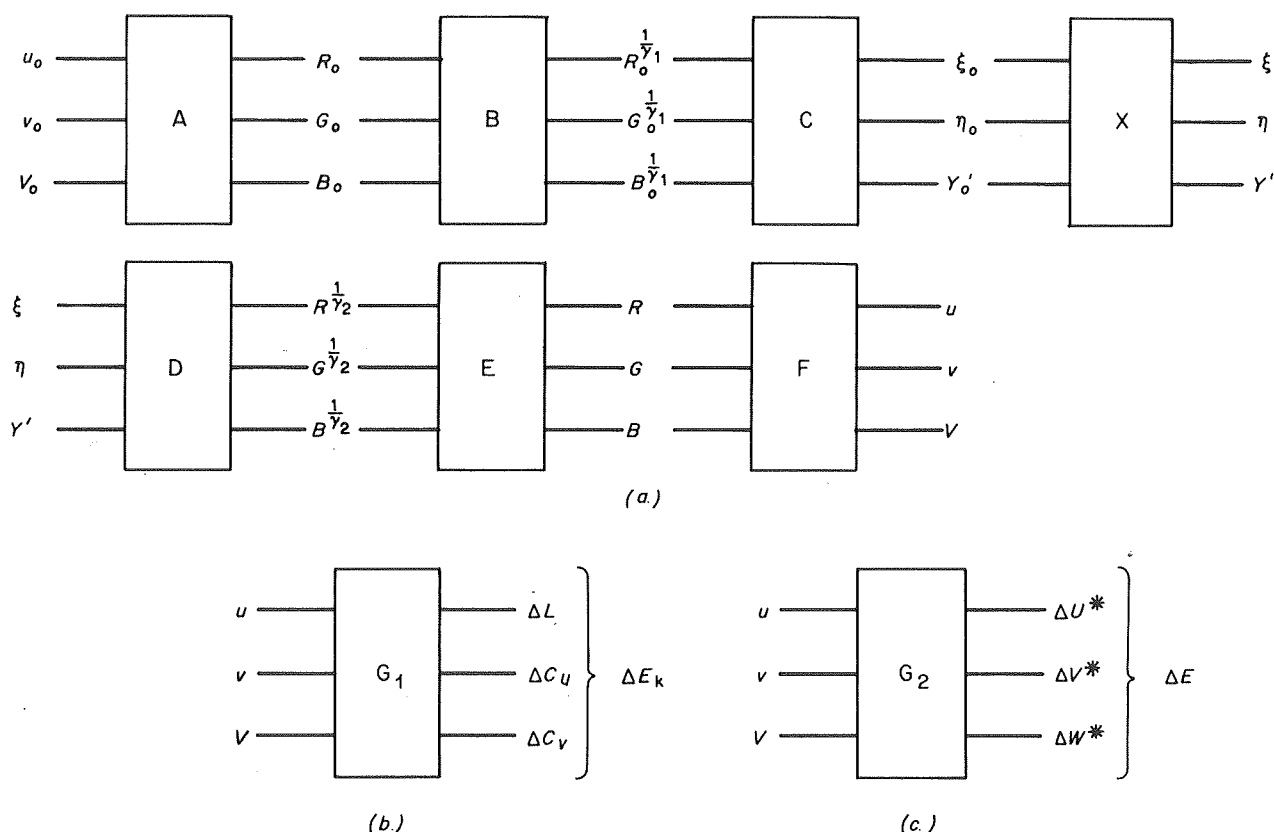 u₀ R₀ R₀^(1/γ₁) ξ₀ ξ
v₀ A G₀ B G₀^(1/γ₁) C η₀ X η
V₀ B₀ B₀^(1/γ₁) Y₀' Y'
ξ R^(1/γ₂) R u
η D G^(1/γ₂) E G F v
Y' B^(1/γ₂) B V
(a.)
u ΔL u ΔU*
v G₁ ΔC_u ΔE_k v G₂ ΔV* ΔE
V ΔC_v V ΔW*
(b.) (c.)